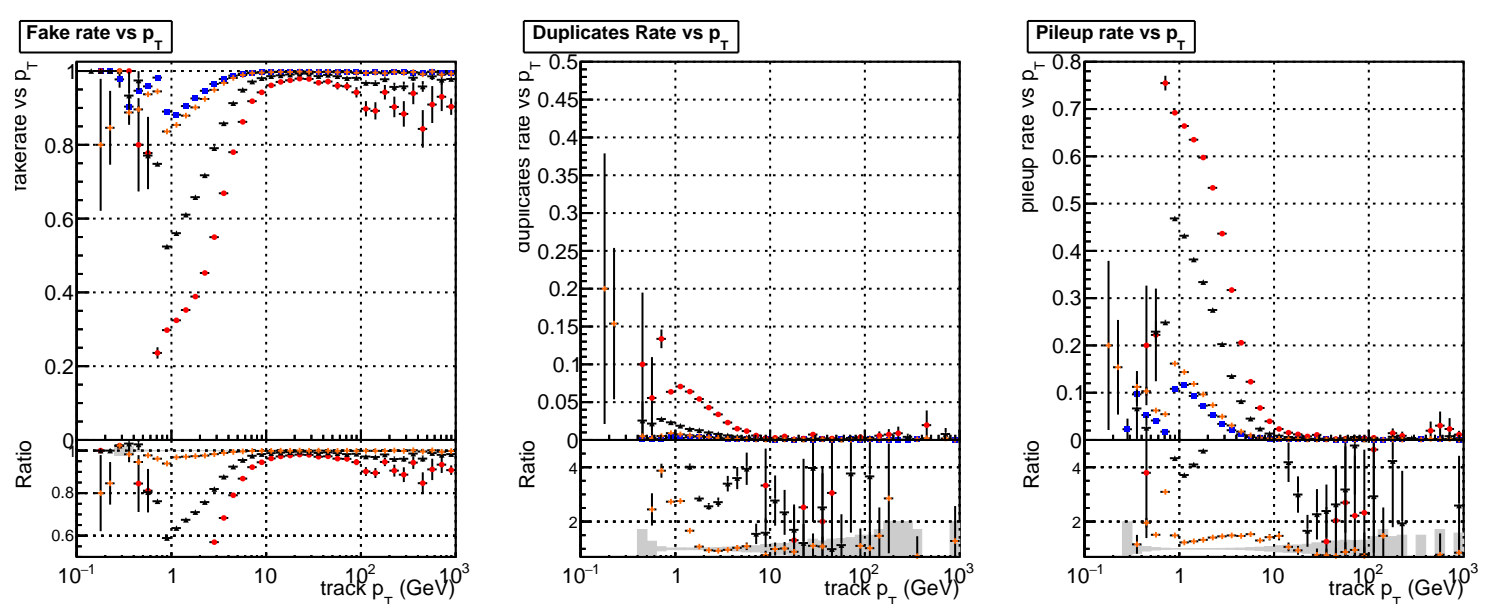 Fake rate vs p_T
fakerate vs p_T
1
0.8
0.6
0.4
0.2
0
Ratio
1
0.8
0.6
10^−1 1 10 10^2 10^3
track p_T (GeV)
Duplicates Rate vs p_T
duplicates rate vs p_T
0.5
0.45
0.4
0.35
0.3
0.25
0.2
0.15
0.1
0.05
0
Ratio
4
2
10^−1 1 10 10^2 10^3
track p_T (GeV)
Pileup rate vs p_T
pileup rate vs p_T
0.8
0.7
0.6
0.5
0.4
0.3
0.2
0.1
0
Ratio
4
2
10^−1 1 10 10^2 10^3
track p_T (GeV)